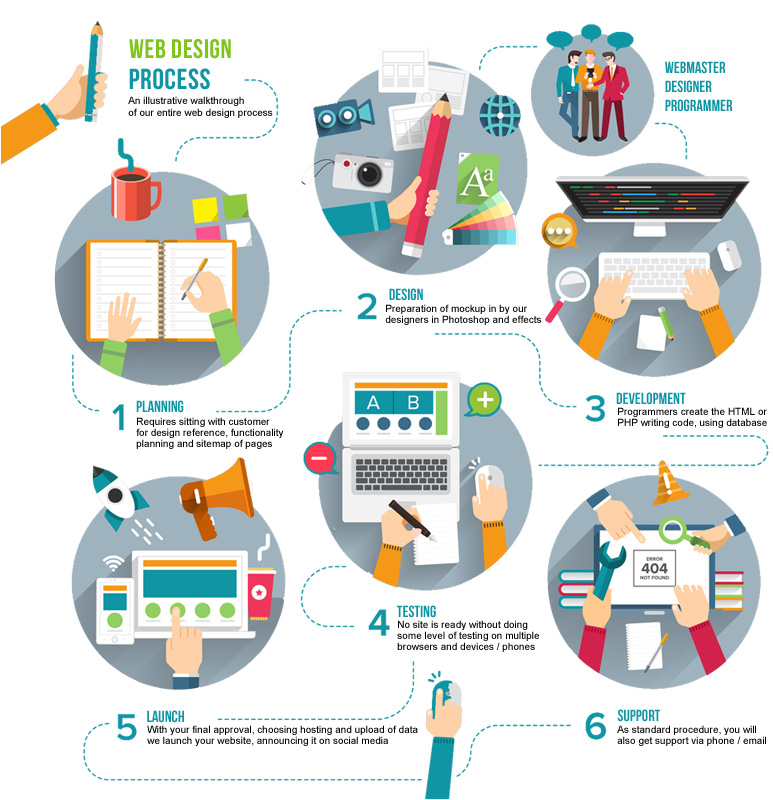 WEB DESIGN
PROCESS
An illustrative walkthrough
of our entire web design process
WEBMASTER
DESIGNER
PROGRAMMER
Aa
1 PLANNING
Requires sitting with customer
for design reference, functionality
planning and sitemap of pages
2 DESIGN
Preparation of mockup in by our
designers in Photoshop and effects
3 DEVELOPMENT
Programmers create the HTML or
PHP writing code, using database
A B
4 TESTING
No site is ready without doing
some level of testing on multiple
browsers and devices / phones
5 LAUNCH
With your final approval, choosing hosting and upload of data
we launch your website, announcing it on social media
ERROR
404
NOT FOUND
6 SUPPORT
As standard procedure, you will
also get support via phone / email